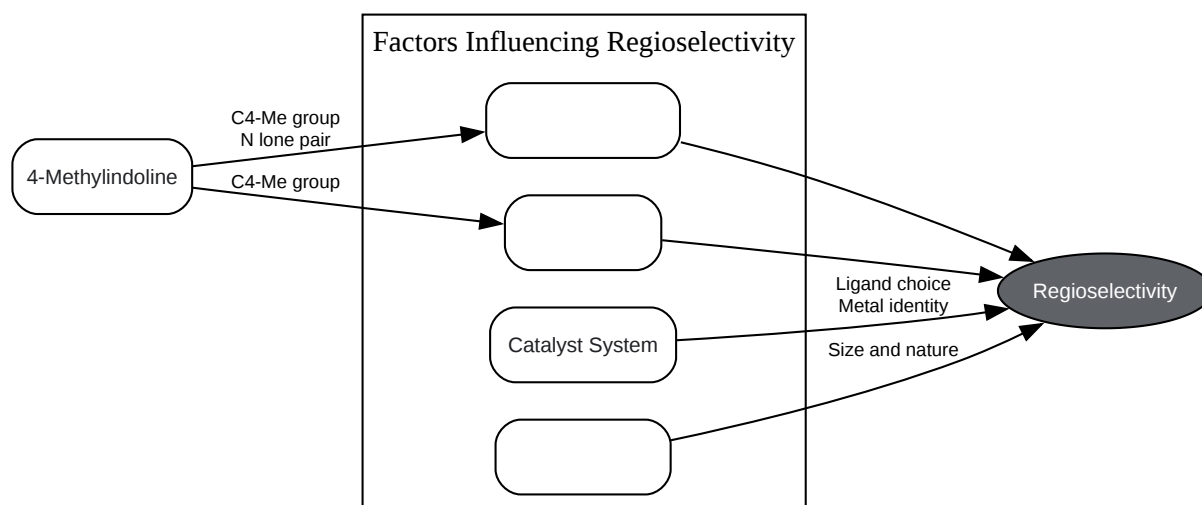 Factors Influencing Regioselectivity
C4-Me group
N lone pair
4-Methylindoline
C4-Me group
Ligand choice
Metal identity
Regioselectivity
Catalyst System
Size and nature